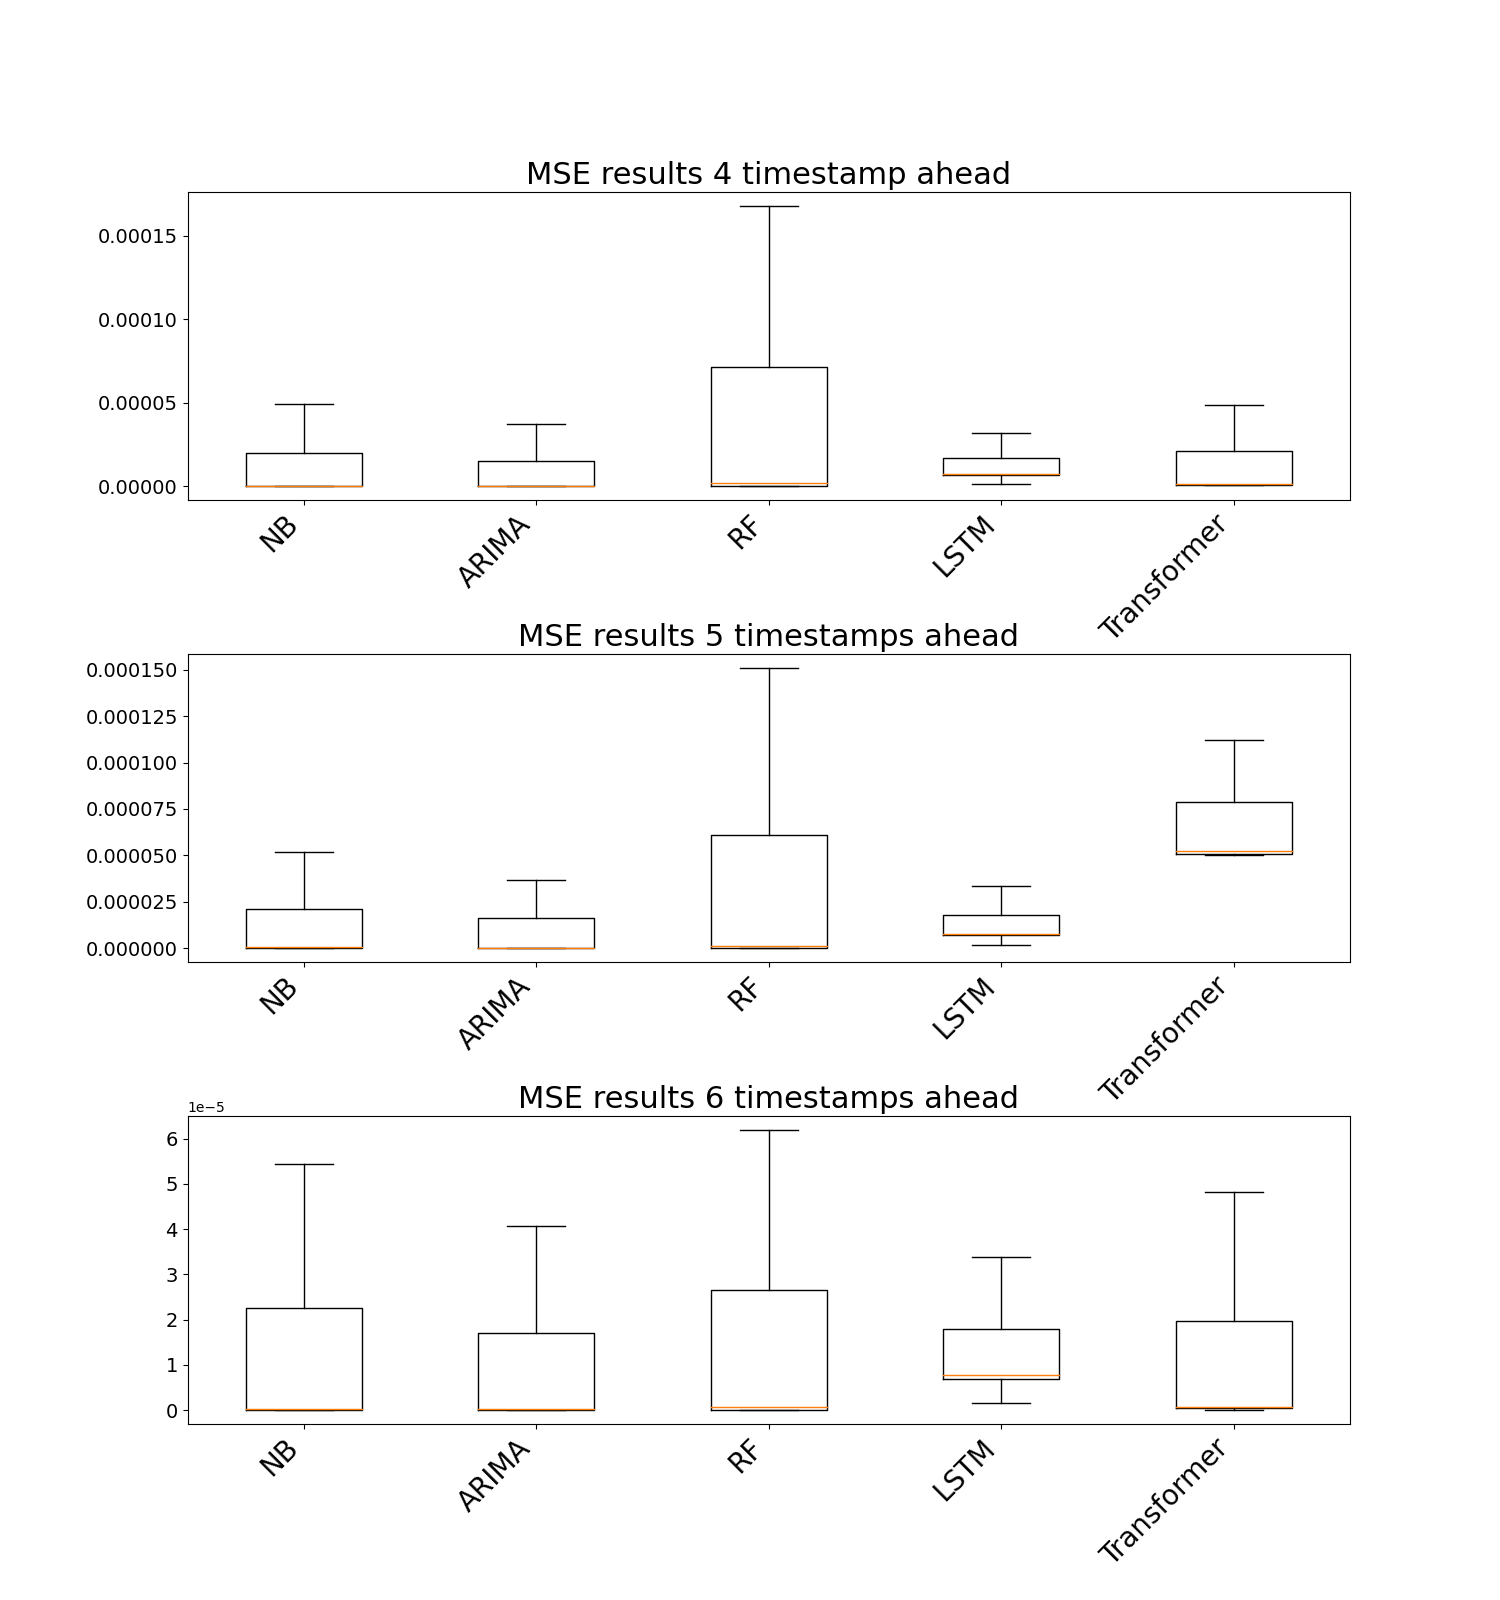 MSE results 4 timestamp ahead
0.00015
0.00010
0.00005
0.00000
NB ARIMA RF LSTM Transformer
MSE results 5 timestamps ahead
0.000150
0.000125
0.000100
0.000075
0.000050
0.000025
0.000000
NB ARIMA RF LSTM Transformer
MSE results 6 timestamps ahead
1e−5
6
5
4
3
2
1
0
NB ARIMA RF LSTM Transformer